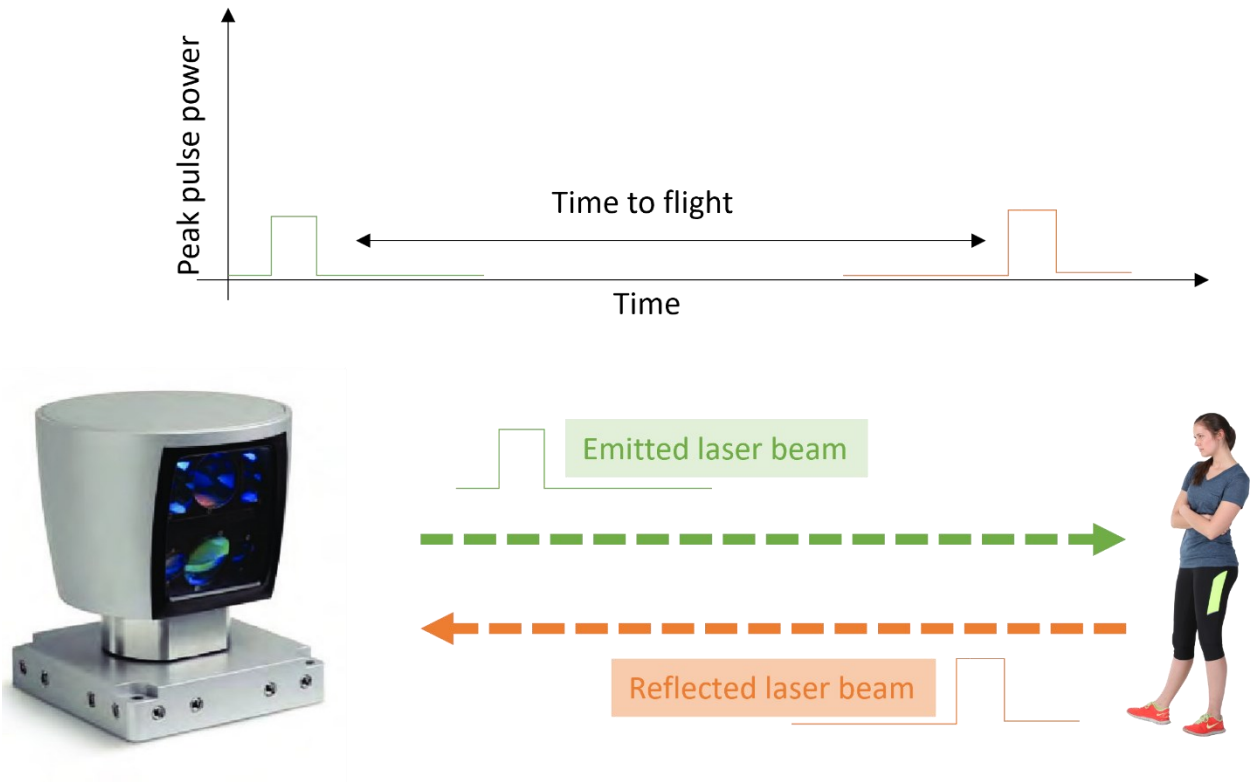 Peak pulse power
Time to flight
Time
Emitted laser beam
Reflected laser beam